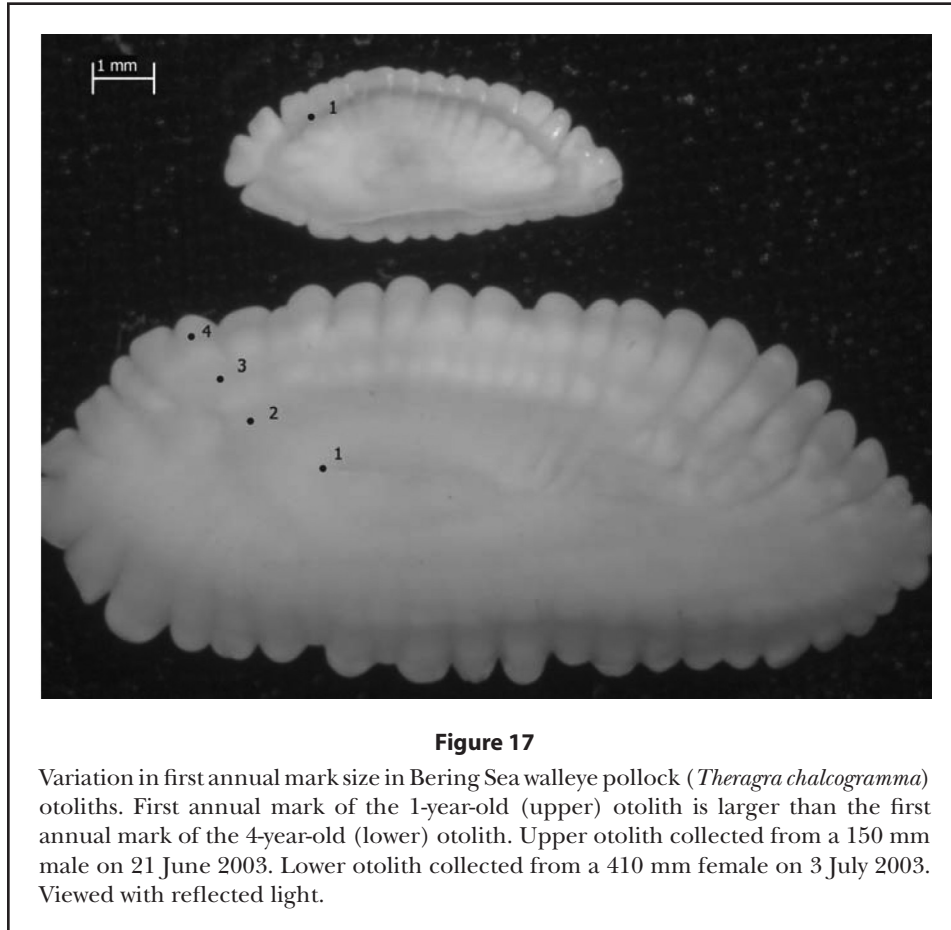 1 mm
1
4
3
2
1
Figure 17
Variation in first annual mark size in Bering Sea walleye pollock (Theragra chalcogramma)
otoliths. First annual mark of the 1-year-old (upper) otolith is larger than the first
annual mark of the 4-year-old (lower) otolith. Upper otolith collected from a 150 mm
male on 21 June 2003. Lower otolith collected from a 410 mm female on 3 July 2003.
Viewed with reflected light.